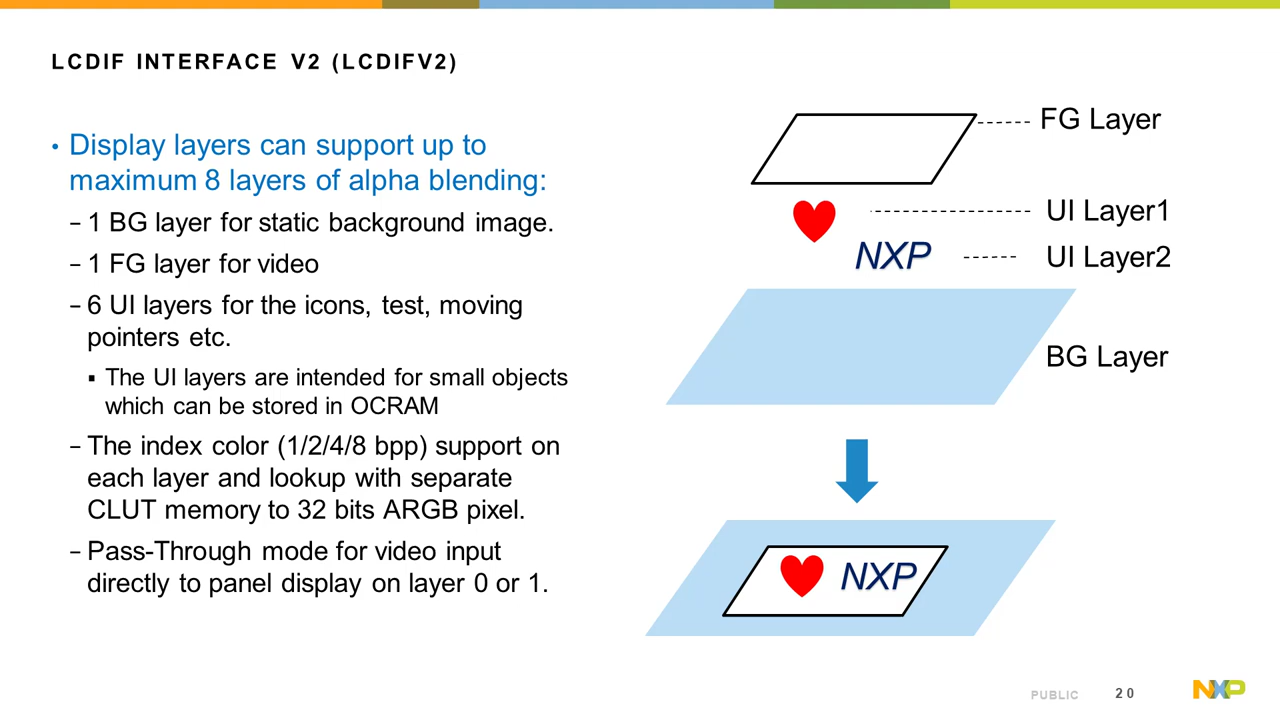 LCDIF INTERFACE V2 (LCDIFV2)
• Display layers can support up to
maximum 8 layers of alpha blending:
− 1 BG layer for static background image.
− 1 FG layer for video
− 6 UI layers for the icons, test, moving
pointers etc.
▪ The UI layers are intended for small objects
which can be stored in OCRAM
− The index color (1/2/4/8 bpp) support on
each layer and lookup with separate
CLUT memory to 32 bits ARGB pixel.
− Pass-Through mode for video input
directly to panel display on layer 0 or 1.
FG Layer
UI Layer1
NXP
UI Layer2
BG Layer
NXP
PUBLIC
20
NXP